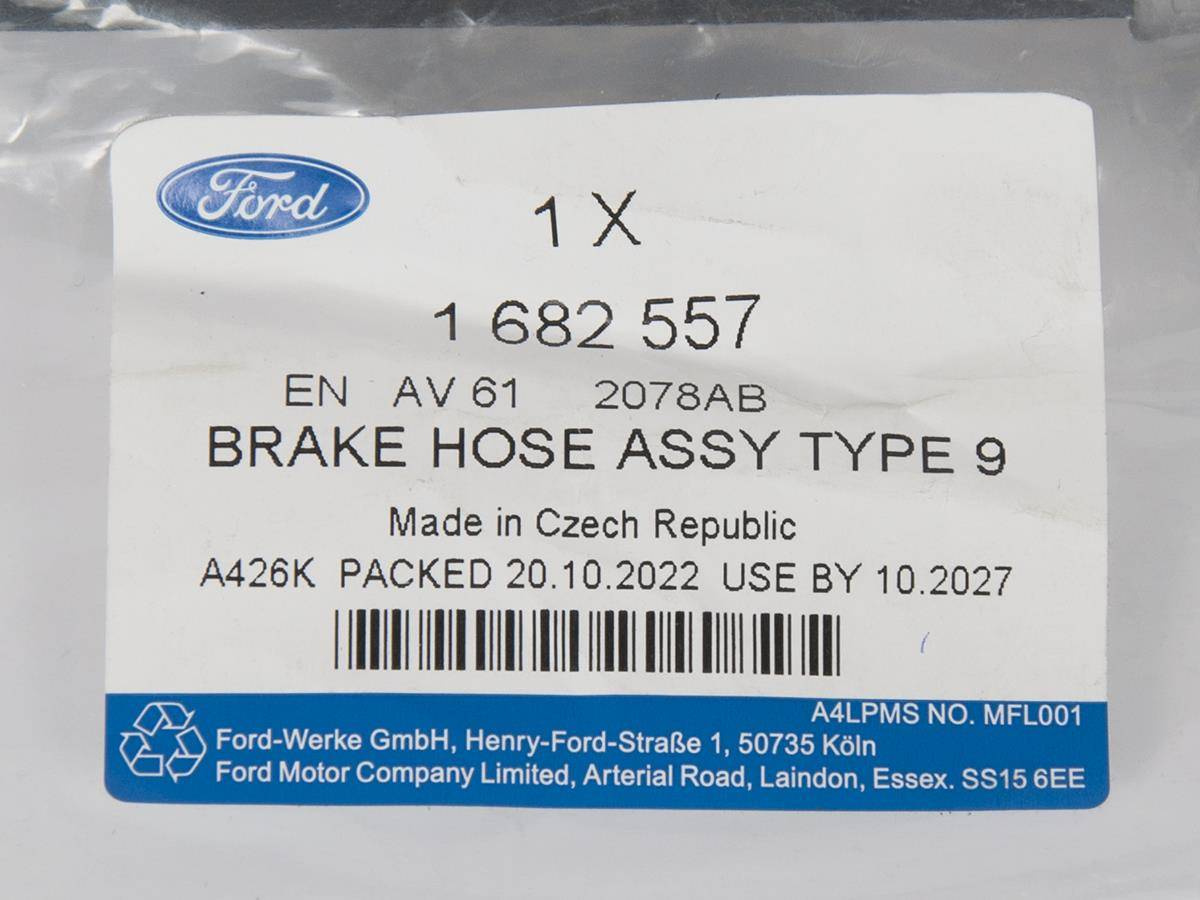 Ford
1 X
1 682 557
EN AV 61 2078AB
BRAKE HOSE ASSY TYPE 9
Made in Czech Republic
A426K PACKED 20.10.2022 USE BY 10.2027
A4LPMS NO. MFL001
Ford-Werke GmbH, Henry-Ford-Straße 1, 50735 Köln
Ford Motor Company Limited, Arterial Road, Laindon, Essex. SS15 6EE